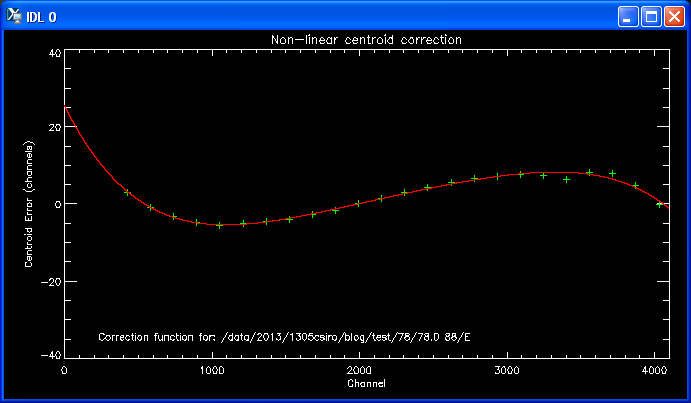 IDL 0
Non-linear centroid correction
40
20
0
-20
-40
Centroid Error (channels)
Correction function for: /data/2013/1305csiro/blog/test/78/78.0 88/E
0 1000 2000 3000 4000
Channel